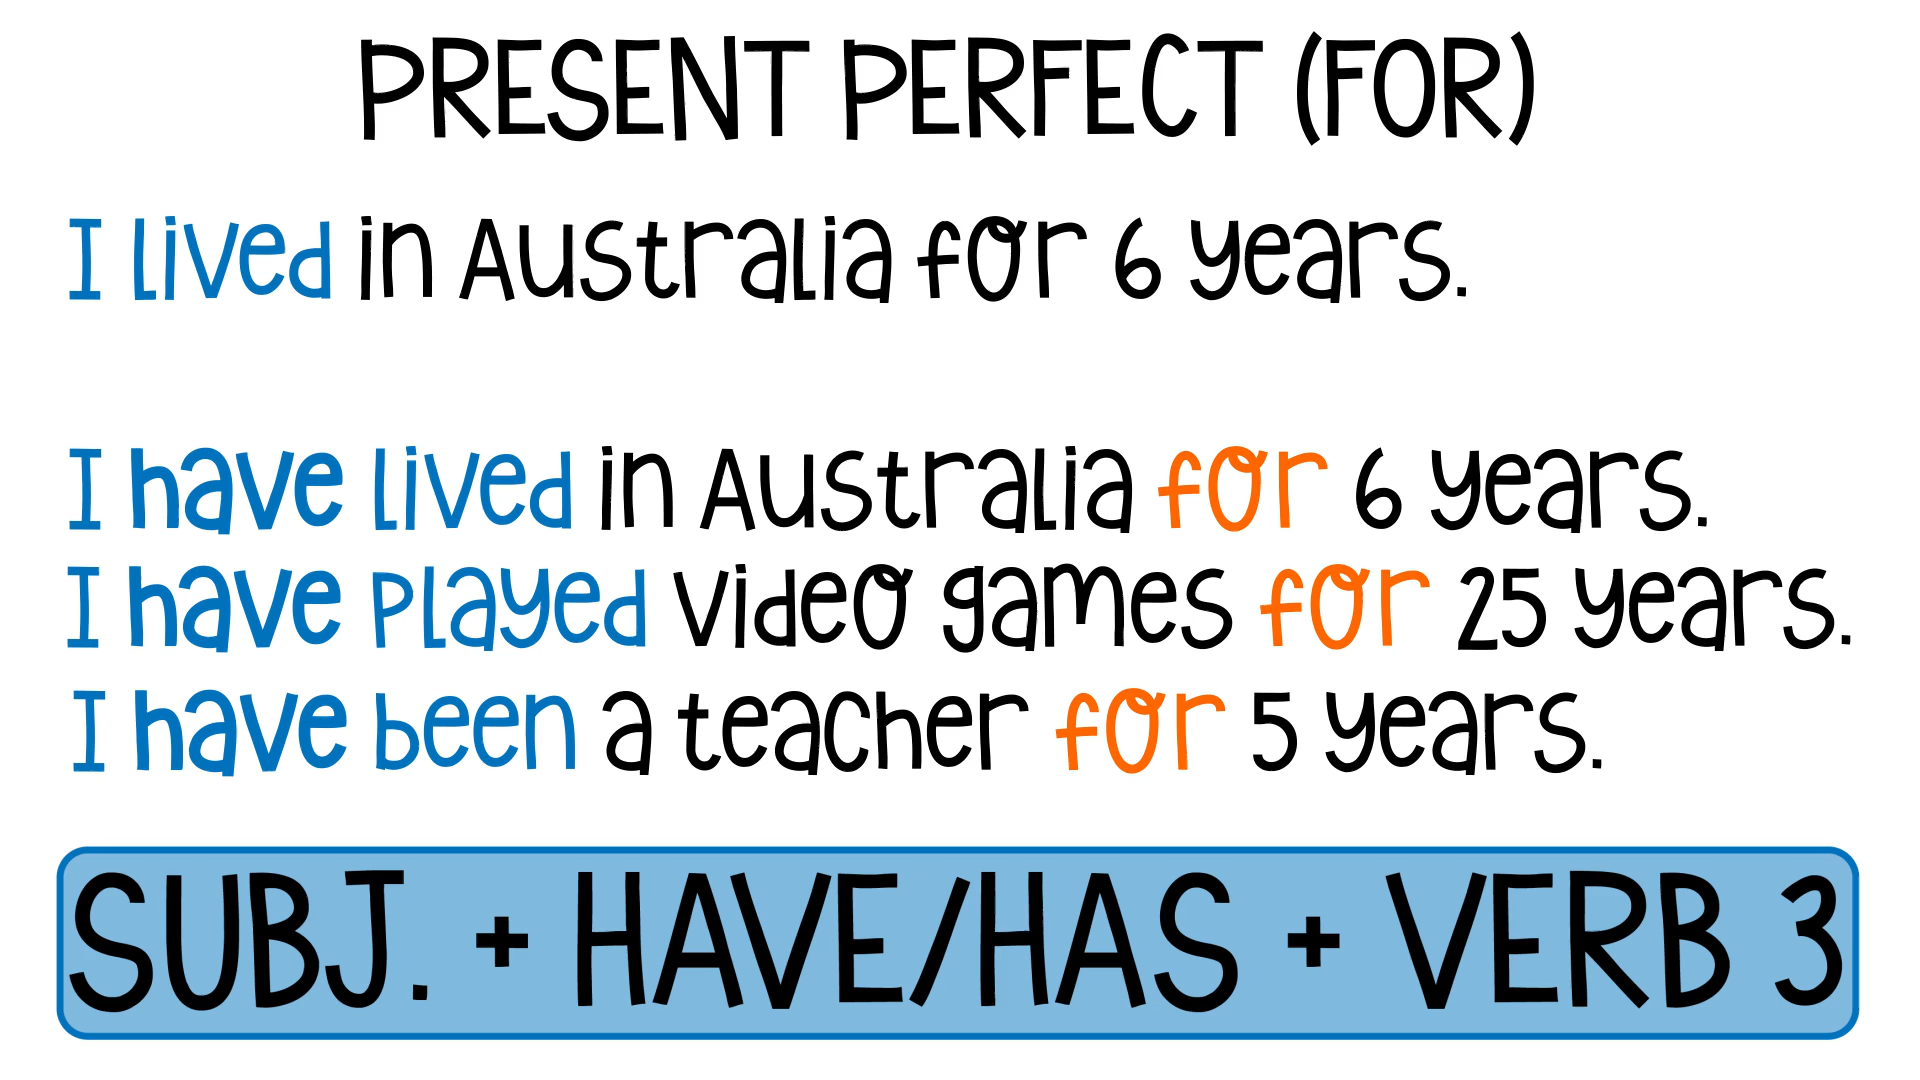 PRESENT PERFECT (FOR)
I lived in Australia for 6 years.
I have lived in Australia for 6 years.
I have played video games for 25 years.
I have been a teacher for 5 years.
SUBJ. + HAVE/HAS + VERB 3